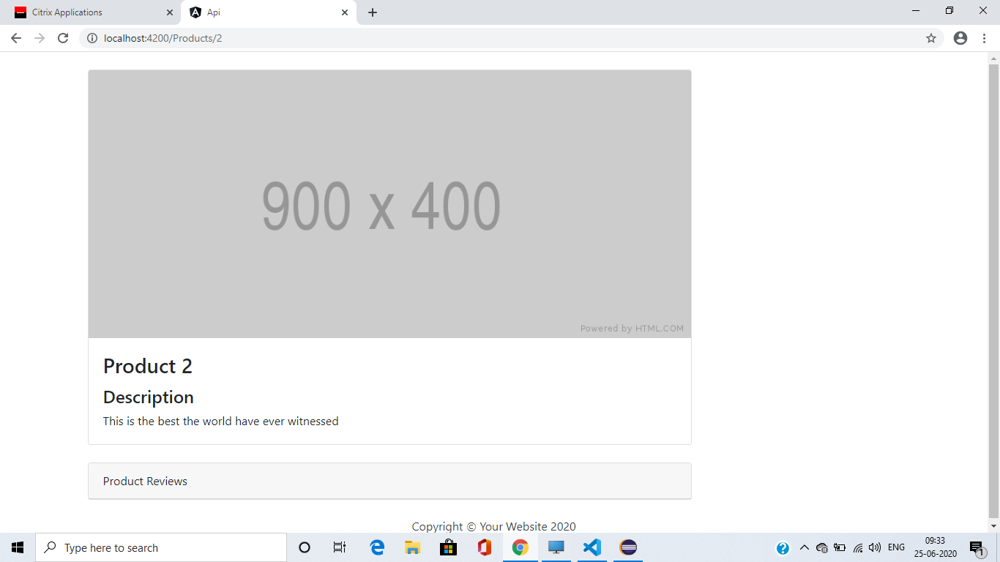 Citrix Applications
Api
localhost:4200/Products/2
900 x 400
Powered by HTML.COM
Product 2
Description
This is the best the world have ever witnessed
Product Reviews
Copyright © Your Website 2020
Type here to search
ENG
09:33
25-06-2020
1